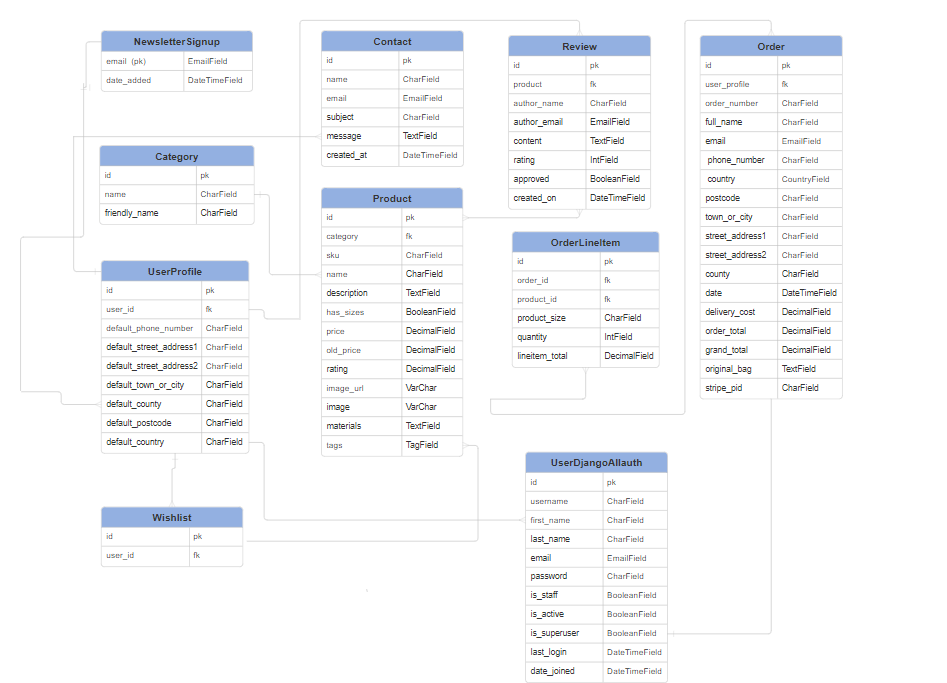 NewsletterSignup
email (pk) EmailField
date_added DateTimeField
Contact
id pk
name CharField
email EmailField
subject CharField
message TextField
created_at DateTimeField
Review
id pk
product fk
author_name CharField
author_email EmailField
content TextField
rating IntField
approved BooleanField
created_on DateTimeField
Order
id pk
user_profile fk
order_number CharField
full_name CharField
email EmailField
phone_number CharField
country CountryField
postcode CharField
town_or_city CharField
street_address1 CharField
street_address2 CharField
county CharField
date DateTimeField
delivery_cost DecimalField
order_total DecimalField
grand_total DecimalField
original_bag TextField
stripe_pid CharField
Category
id pk
name CharField
friendly_name CharField
Product
id pk
category fk
sku CharField
name CharField
description TextField
has_sizes BooleanField
price DecimalField
old_price DecimalField
rating DecimalField
image_url VarChar
image VarChar
materials TextField
tags TagField
OrderLineItem
id pk
order_id fk
product_id fk
product_size CharField
quantity IntField
lineitem_total DecimalField
UserProfile
id pk
user_id fk
default_phone_number CharField
default_street_address1 CharField
default_street_address2 CharField
default_town_or_city CharField
default_county CharField
default_postcode CharField
default_country CharField
Wishlist
id pk
user_id fk
UserDjangoAllauth
id pk
username CharField
first_name CharField
last_name CharField
email EmailField
password CharField
is_staff BooleanField
is_active BooleanField
is_superuser BooleanField
last_login DateTimeField
date_joined DateTimeField